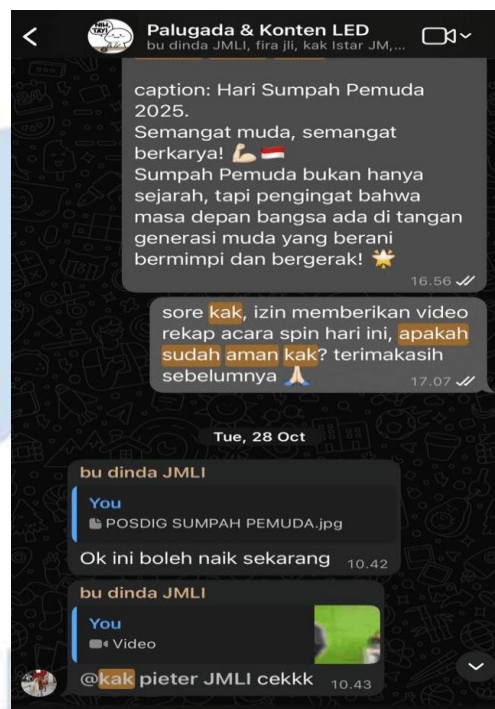 Palugada & Konten LED
bu dinda JMLI, fira jli, kak Istar JM,...
caption: Hari Sumpah Pemuda
2025.
Semangat muda, semangat
berkarya! 💪🏻🇮🇩
Sumpah Pemuda bukan hanya
sejarah, tapi pengingat bahwa
masa depan bangsa ada di tangan
generasi muda yang berani
bermimpi dan bergerak! 🌟
16.56
sore kak, izin memberikan video
rekap acara spin hari ini, apakah
sudah aman kak? terimakasih
sebelumnya 🙏🏻
17.07
Tue, 28 Oct
bu dinda JMLI
You
POSDIG SUMPAH PEMUDA.jpg
Ok ini boleh naik sekarang 10.42
bu dinda JMLI
You
Video
@kak pieter JMLI cekkk 10.43